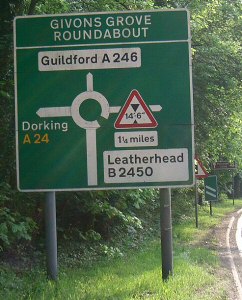 GIVONS GROVE
ROUNDABOUT
Guildford A 246
14'-6"
1¼ miles
Dorking
A 24
Leatherhead
B 2450